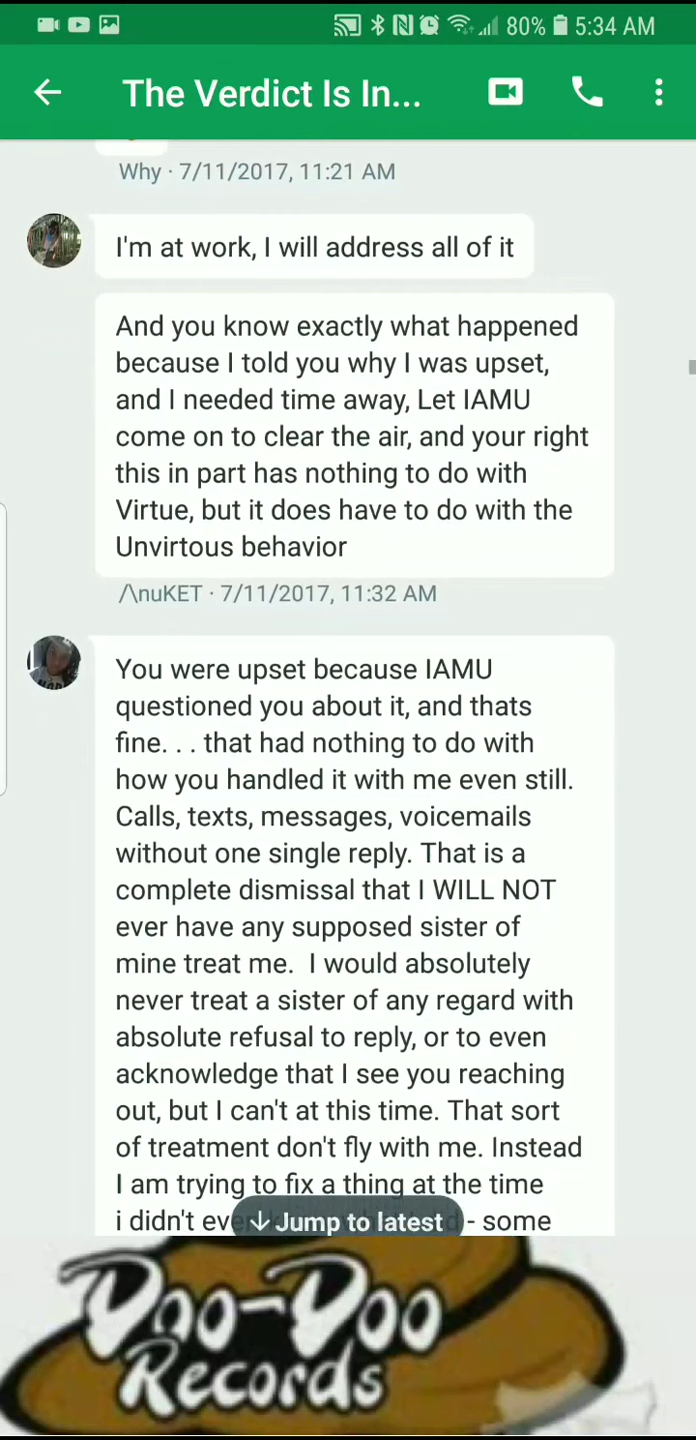 80% 5:34 AM
The Verdict Is In...
Why · 7/11/2017, 11:21 AM
I'm at work, I will address all of it
And you know exactly what happened
because I told you why I was upset,
and I needed time away, Let IAMU
come on to clear the air, and your right
this in part has nothing to do with
Virtue, but it does have to do with the
Unvirtous behavior
/\nuKET · 7/11/2017, 11:32 AM
You were upset because IAMU
questioned you about it, and thats
fine. . . that had nothing to do with
how you handled it with me even still.
Calls, texts, messages, voicemails
without one single reply. That is a
complete dismissal that I WILL NOT
ever have any supposed sister of
mine treat me.  I would absolutely
never treat a sister of any regard with
absolute refusal to reply, or to even
acknowledge that I see you reaching
out, but I can't at this time. That sort
of treatment don't fly with me. Instead
I am trying to fix a thing at the time
i didn't - some
↓ Jump to latest
Doo-Doo
Records